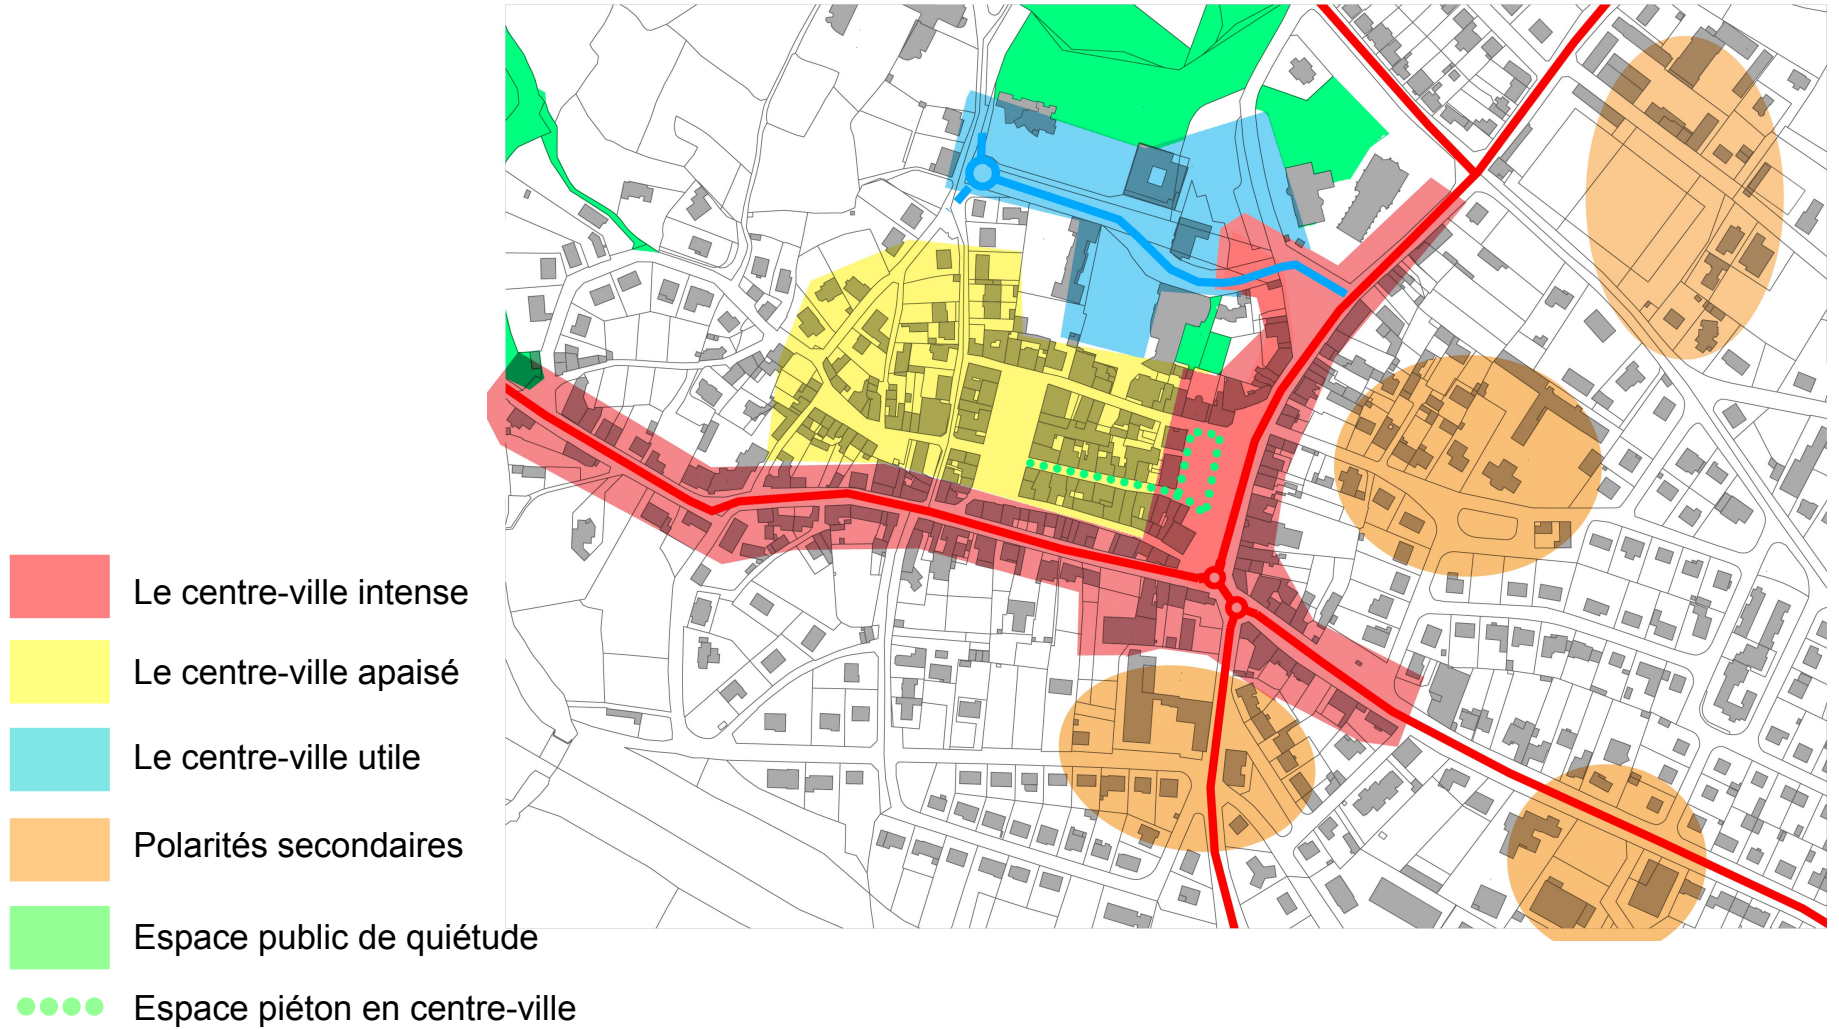 Le centre-ville intense
Le centre-ville apaisé
Le centre-ville utile
Polarités secondaires
Espace public de quiétude
Espace piéton en centre-ville